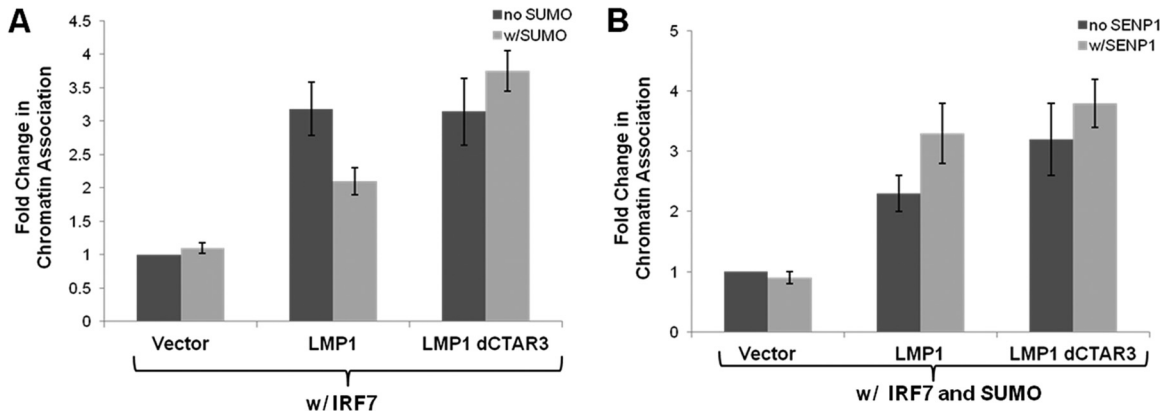 A
no SUMO
w/SUMO
Fold Change in
Chromatin Association
4.5
4
3.5
3
2.5
2
1.5
1
0.5
0
Vector
LMP1
LMP1 dCTAR3
w/ IRF7
B
no SENP1
w/SENP1
Fold Change in
Chromatin Association
5
4
3
2
1
0
Vector
LMP1
LMP1 dCTAR3
w/ IRF7 and SUMO